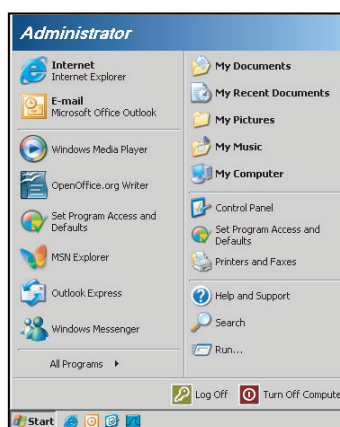 Administrator
Internet
Internet Explorer
E-mail
Microsoft Office Outlook
Windows Media Player
OpenOffice.org Writer
Set Program Access and
Defaults
MSN Explorer
Outlook Express
Windows Messenger
All Programs
My Documents
My Recent Documents
My Pictures
My Music
My Computer
Control Panel
Set Program Access and
Defaults
Printers and Faxes
Help and Support
Search
Run...
Log Off
Turn Off Compute
Start